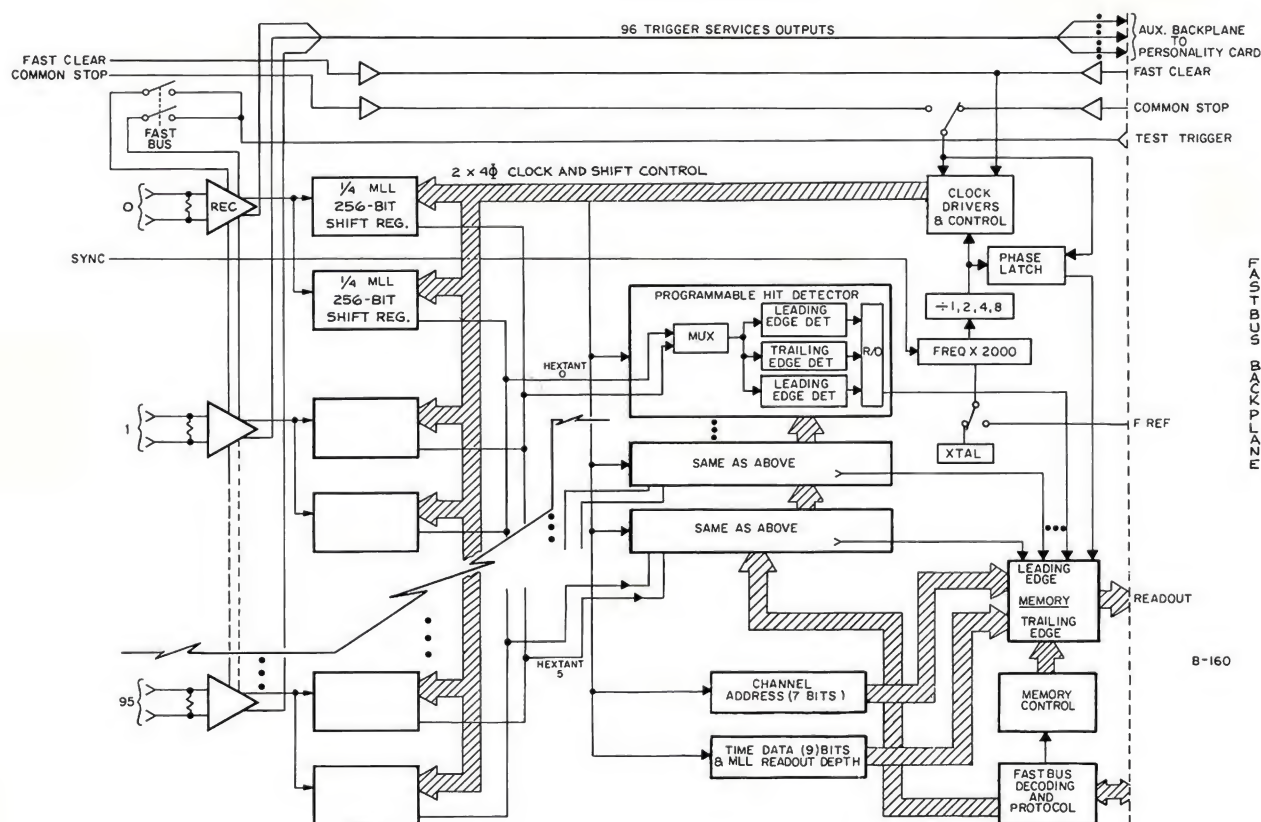 96 TRIGGER SERVICES OUTPUTS
AUX. BACKPLANE
TO
PERSONALITY CARD
FAST CLEAR
COMMON STOP
FAST CLEAR
COMMON STOP
TEST TRIGGER
FAST
BUS
2 x 4Φ CLOCK AND SHIFT CONTROL
0
REC
1/4 MLL
256-BIT
SHIFT REG.
CLOCK
DRIVERS
& CONTROL
SYNC
PHASE
LATCH
1/4 MLL
256-BIT
SHIFT REG.
PROGRAMMABLE HIT DETECTOR
LEADING
EDGE DET
MUX
TRAILING
EDGE DET
LEADING
EDGE DET
R/O
÷1, 2, 4, 8
FREQ X 2000
HEXTANT
0
F REF
XTAL
FASTBUS BACKPLANE
1
SAME AS ABOVE
SAME AS ABOVE
LEADING
EDGE
MEMORY
TRAILING
EDGE
READOUT
B-160
HEXTANT
5
95
CHANNEL
ADDRESS (7 BITS)
MEMORY
CONTROL
TIME DATA (9) BITS
& MLL READOUT DEPTH
FASTBUS
DECODING
AND
PROTOCOL